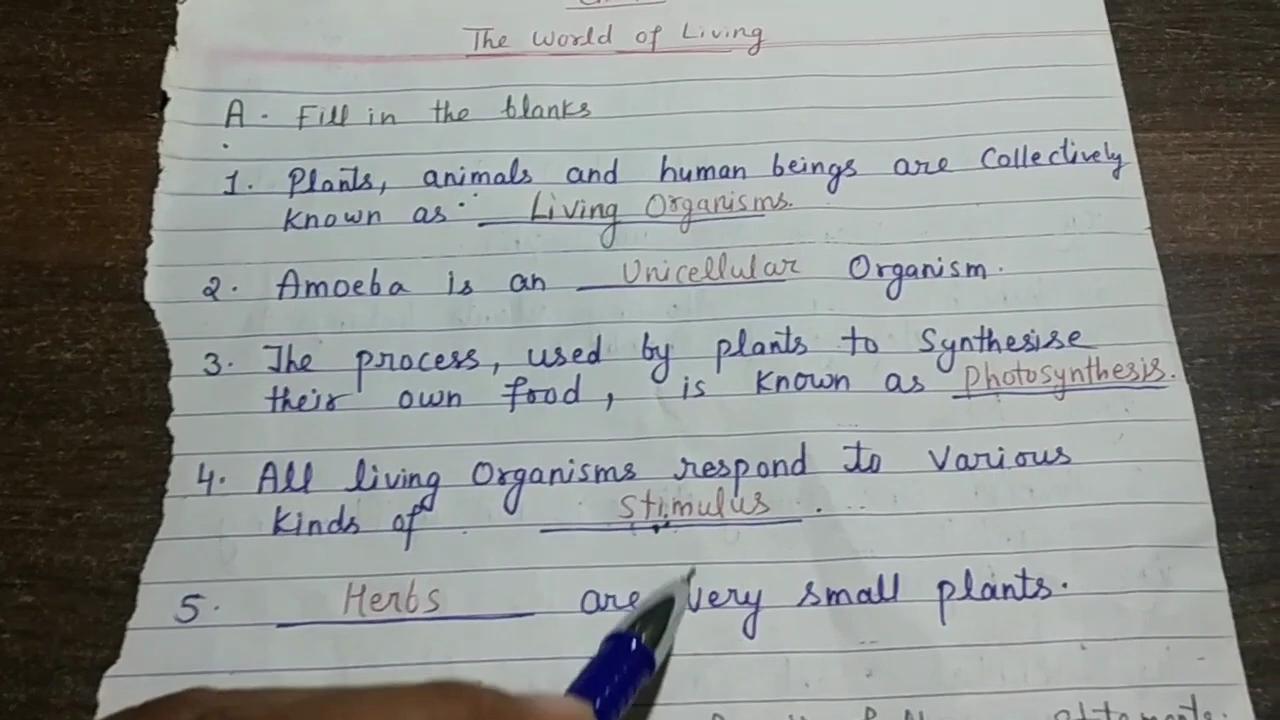 The World of Living
A. Fill in the blanks
1. Plants, animals and human beings are Collectively
known as Living Organisms.
2. Amoeba is an Unicellular Organism.
3. The process, used by plants to Synthesise
their own food, is known as Photosynthesis.
4. All living Organisms respond to various
kinds of Stimulus.
5. Herbs are very small plants.